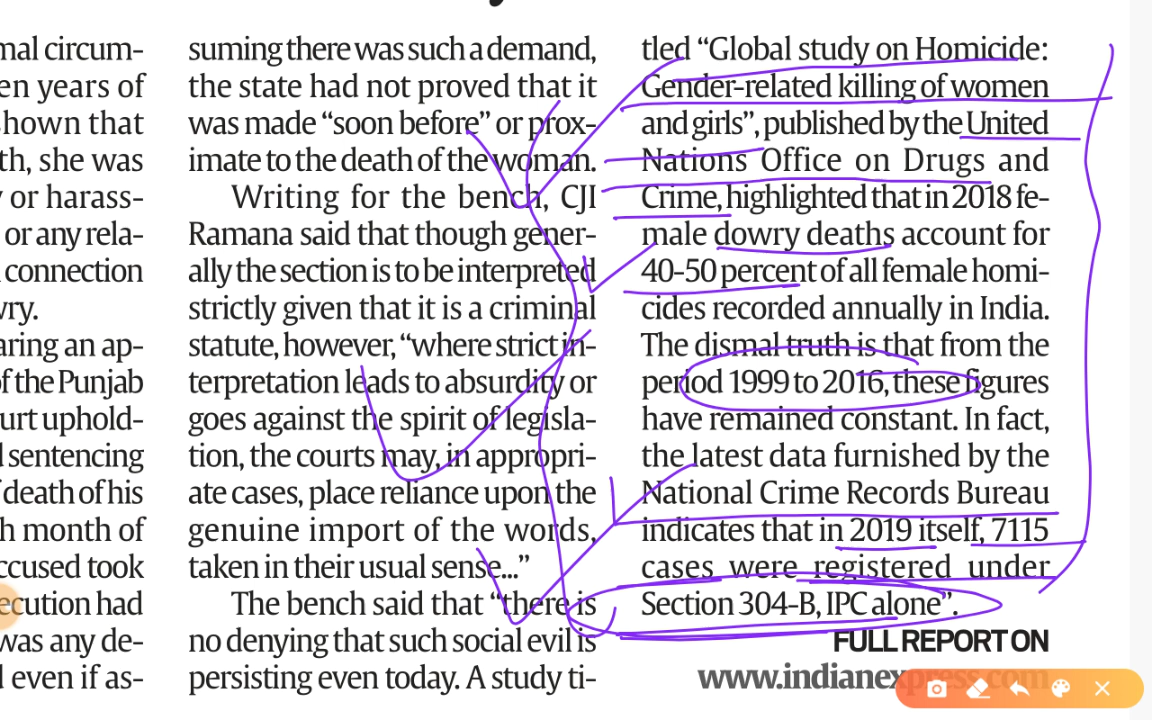 mal circum-
en years of
hown that
th, she was
or harass-
or any rela-
connection
ry.
aring an ap-
of the Punjab
urt uphold-
sentencing
death of his
h month of
ccused took
ecution had
was any de-
even if as-
suming there was such a demand,
the state had not proved that it
was made “soon before” or prox-
imate to the death of the woman.
Writing for the bench, CJI
Ramana said that though gener-
ally the section is to be interpreted
strictly given that it is a criminal
statute, however, “where strict in-
terpretation leads to absurdity or
goes against the spirit of legisla-
tion, the courts may, in appropri-
ate cases, place reliance upon the
genuine import of the words,
taken in their usual sense...”
The bench said that “there is
no denying that such social evil is
persisting even today. A study ti-
tled “Global study on Homicide:
Gender-related killing of women
and girls”, published by the United
Nations Office on Drugs and
Crime, highlighted that in 2018 fe-
male dowry deaths account for
40-50 percent of all female homi-
cides recorded annually in India.
The dismal truth is that from the
period 1999 to 2016, these figures
have remained constant. In fact,
the latest data furnished by the
National Crime Records Bureau
indicates that in 2019 itself, 7115
cases were registered under
Section 304-B, IPC alone”.
FULL REPORT ON
www.indianexpress.com